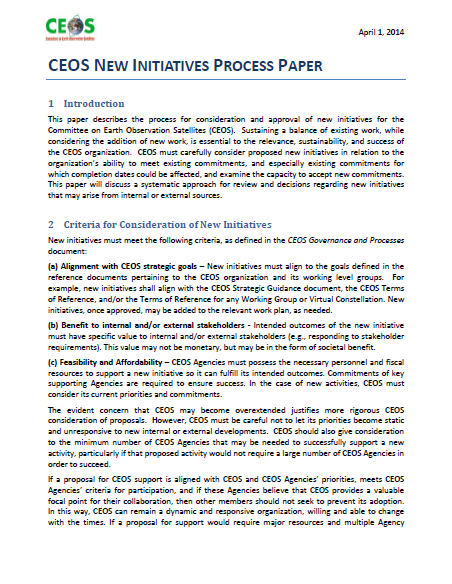 CEOS
Committee on Earth Observation Satellites
April 1, 2014
CEOS NEW INITIATIVES PROCESS PAPER
1 Introduction
This paper describes the process for consideration and approval of new initiatives for the
Committee on Earth Observation Satellites (CEOS). Sustaining a balance of existing work, while
considering the addition of new work, is essential to the relevance, sustainability, and success of
the CEOS organization. CEOS must carefully consider proposed new initiatives in relation to the
organization's ability to meet existing commitments, and especially existing commitments for
which completion dates could be affected, and examine the capacity to accept new commitments.
This paper will discuss a systematic approach for review and decisions regarding new initiatives
that may arise from internal or external sources.
2 Criteria for Consideration of New Initiatives
New initiatives must meet the following criteria, as defined in the CEOS Governance and Processes
document:
(a) Alignment with CEOS strategic goals – New initiatives must align to the goals defined in the
reference documents pertaining to the CEOS organization and its working level groups. For
example, new initiatives shall align with the CEOS Strategic Guidance document, the CEOS Terms
of Reference, and/or the Terms of Reference for any Working Group or Virtual Constellation. New
initiatives, once approved, may be added to the relevant work plan, as needed.
(b) Benefit to internal and/or external stakeholders - Intended outcomes of the new initiative
must have specific value to internal and/or external stakeholders (e.g., responding to stakeholder
requirements). This value may not be monetary, but may be in the form of societal benefit.
(c) Feasibility and Affordability – CEOS Agencies must possess the necessary personnel and fiscal
resources to support a new initiative so it can fulfill its intended outcomes. Commitments of key
supporting Agencies are required to ensure success. In the case of new activities, CEOS must
consider its current priorities and commitments.
The evident concern that CEOS may become overextended justifies more rigorous CEOS
consideration of proposals. However, CEOS must be careful not to let its priorities become static
and unresponsive to new internal or external developments. CEOS should also give consideration
to the minimum number of CEOS Agencies that may be needed to successfully support a new
activity, particularly if that proposed activity would not require a large number of CEOS Agencies in
order to succeed.
If a proposal for CEOS support is aligned with CEOS and CEOS Agencies' priorities, meets CEOS
Agencies' criteria for participation, and if these Agencies believe that CEOS provides a valuable
focal point for their collaboration, then other members should not seek to prevent its adoption.
In this way, CEOS can remain a dynamic and responsive organization, willing and able to change
with the times. If a proposal for support would require major resources and multiple Agency